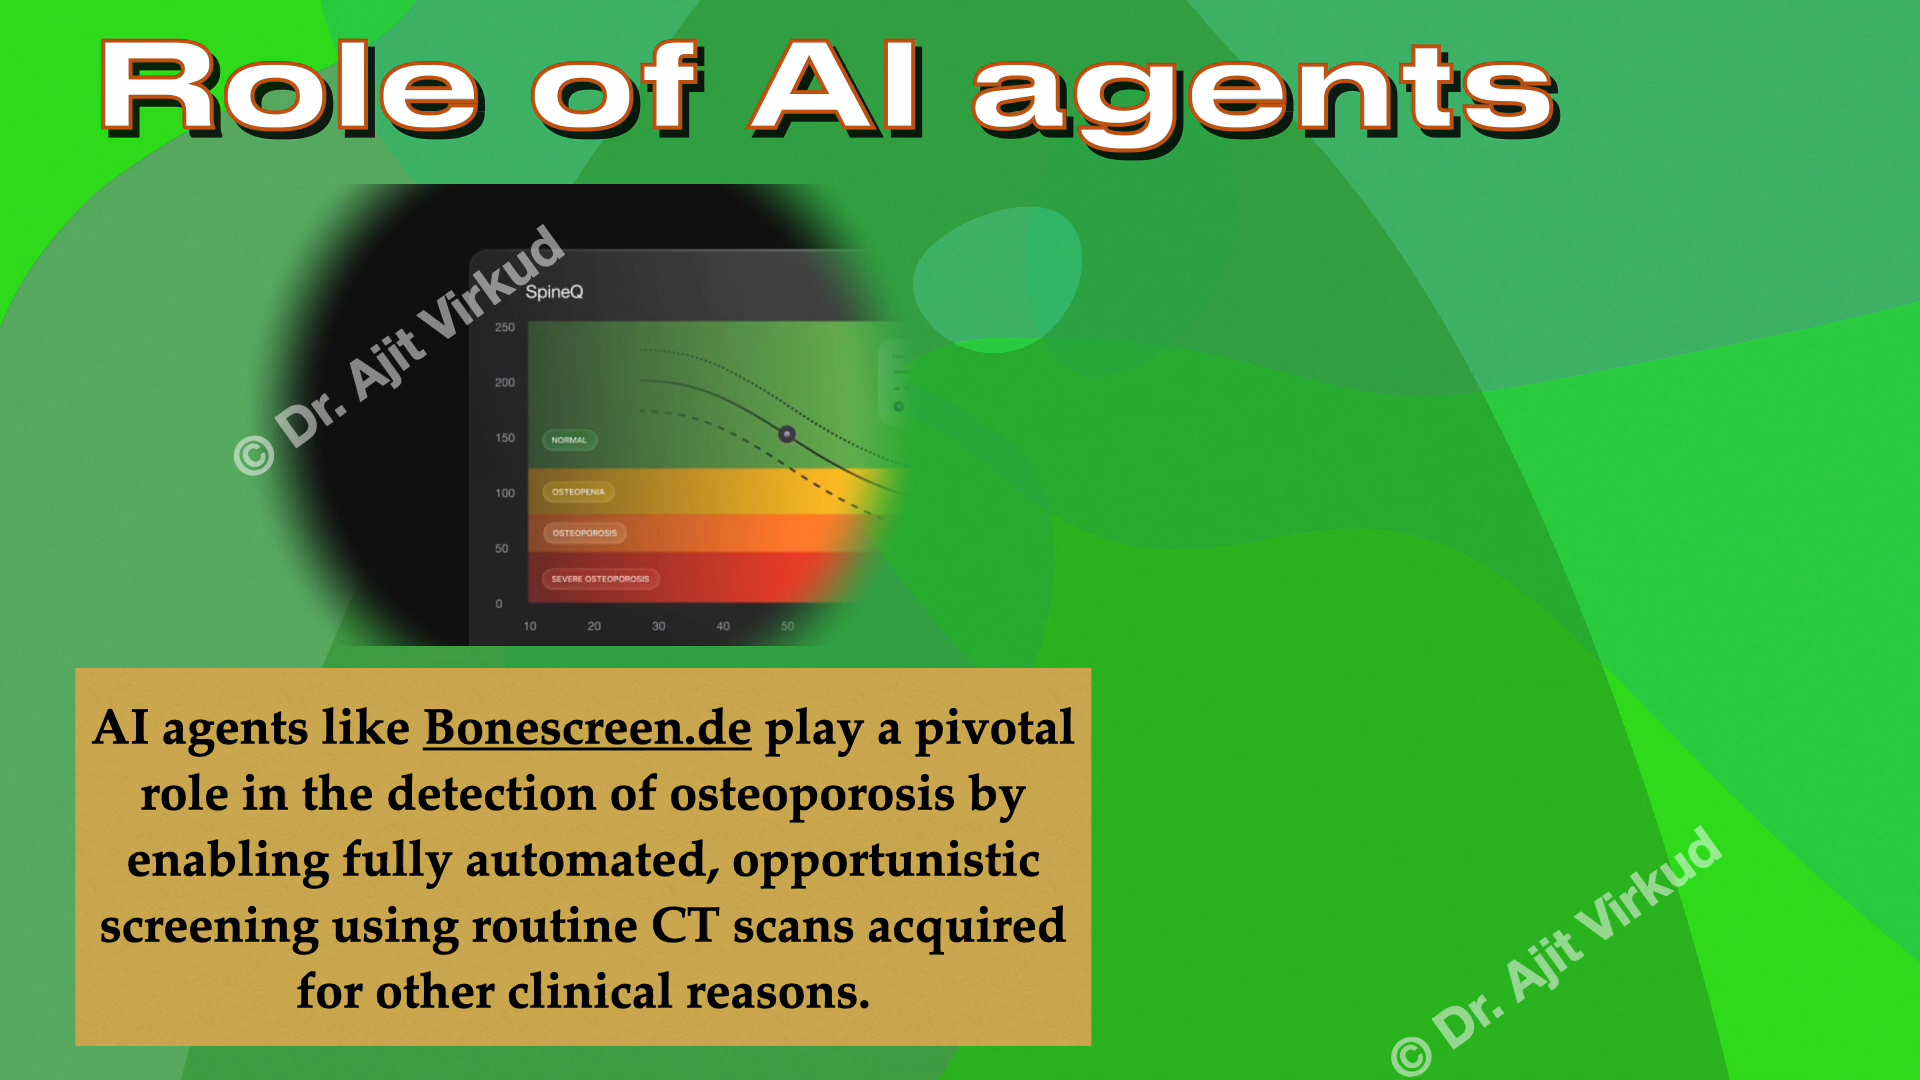 Role of AI agents
© Dr. Ajit Virkud
SpineQ
250
200
150
NORMAL
100
OSTEOPENIA
OSTEOPOROSIS
50
SEVERE OSTEOPOROSIS
0
10 20 30 40 50
AI agents like Bonescreen.de play a pivotal
role in the detection of osteoporosis by
enabling fully automated, opportunistic
screening using routine CT scans acquired
for other clinical reasons.
© Dr. Ajit Virkud